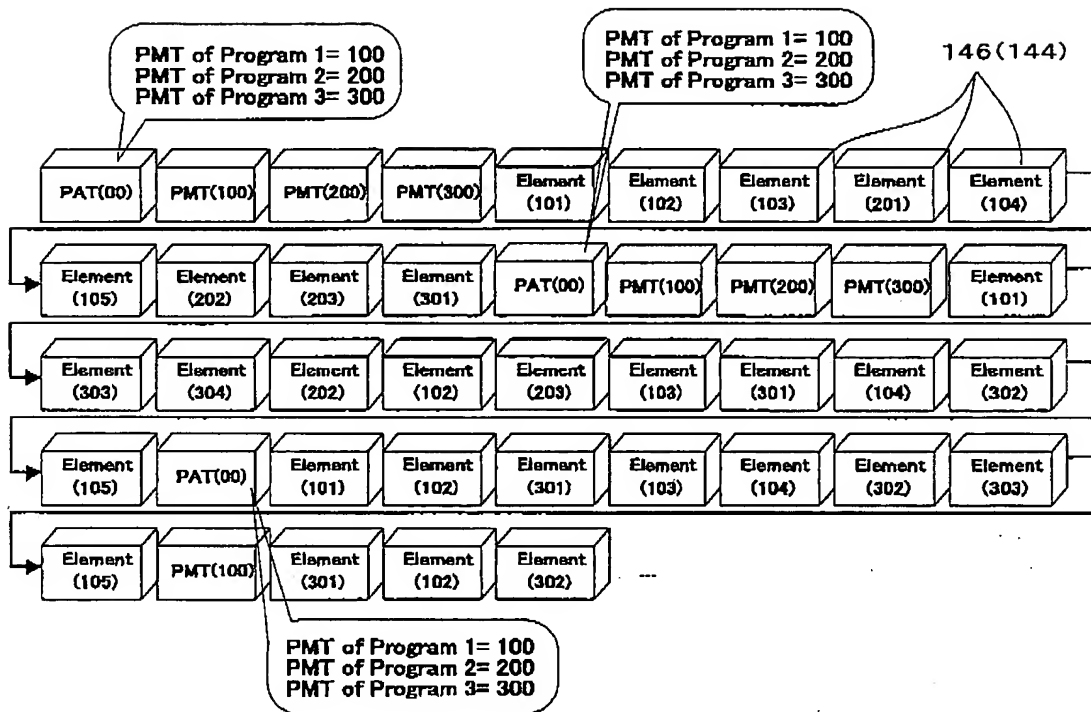 PMT of Program 1= 100
PMT of Program 2= 200
PMT of Program 3= 300
PMT of Program 1= 100
PMT of Program 2= 200
PMT of Program 3= 300
146(144)
PAT(00) PMT(100) PMT(200) PMT(300) Element (101) Element (102) Element (103) Element (201) Element (104)
Element (105) Element (202) Element (203) Element (301) PAT(00) PMT(100) PMT(200) PMT(300) Element (101)
Element (303) Element (304) Element (202) Element (102) Element (203) Element (103) Element (301) Element (104) Element (302)
Element (105) PAT(00) Element (101) Element (102) Element (301) Element (103) Element (104) Element (302) Element (303)
Element (105) PMT(100) Element (301) Element (102) Element (302) ---
PMT of Program 1= 100
PMT of Program 2= 200
PMT of Program 3= 300